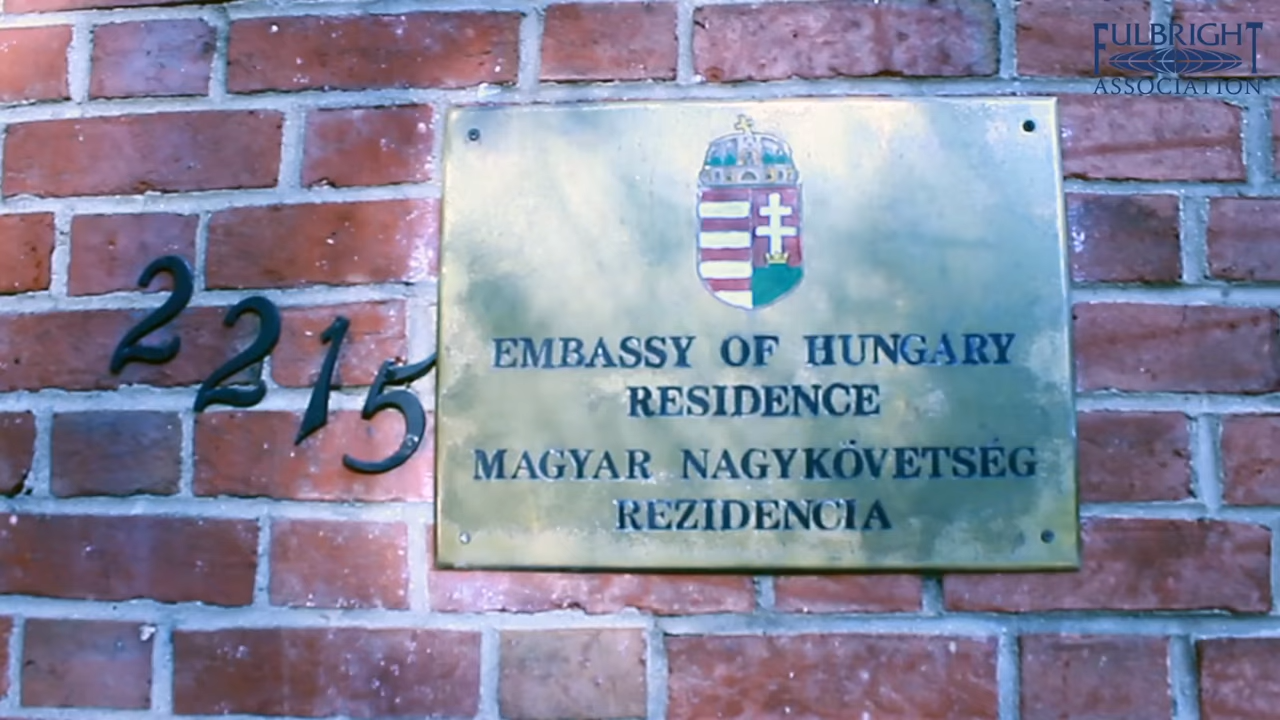 FULBRIGHT
ASSOCIATION
2215
EMBASSY OF HUNGARY
RESIDENCE
MAGYAR NAGYKÖVETSÉG
REZIDENCIA